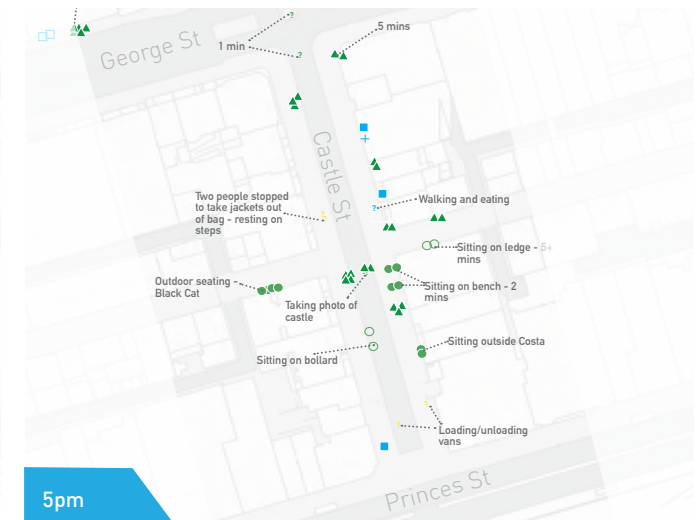 5 mins
1 min
George St
Castle St
Two people stopped
to take jackets out
of bag - resting on
steps
Walking and eating
Sitting on ledge - 5+
mins
Outdoor seating -
Black Cat
Sitting on bench - 2
mins
Taking photo of
castle
Sitting on bollard
Sitting outside Costa
Loading/unloading
vans
Princes St
5pm